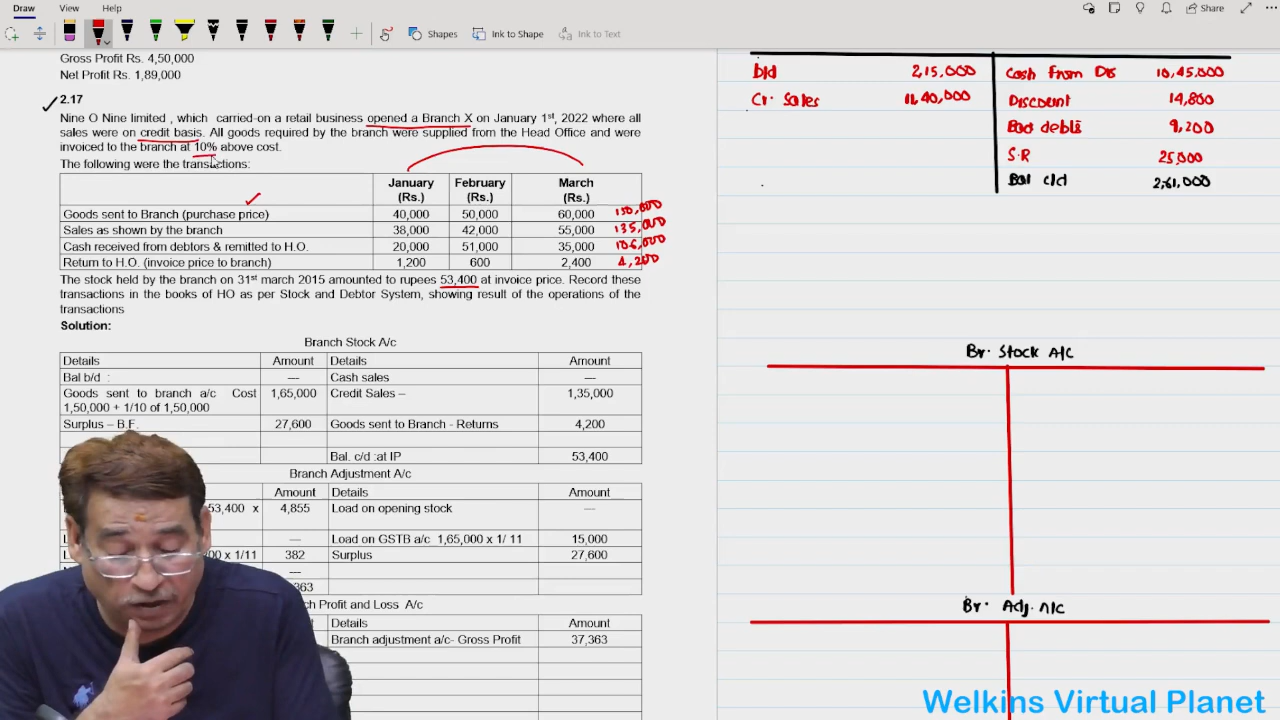 Draw View Help
Share
Shapes Ink to Shape Ink to Text
Gross Profit Rs. 4,50,000
Net Profit Rs. 1,89,000
2.17
Nine O Nine limited , which carried-on a retail business opened a Branch X on January 1st, 2022 where all
sales were on credit basis. All goods required by the branch were supplied from the Head Office and were
invoiced to the branch at 10% above cost.
The following were the transactions:
January (Rs.) February (Rs.) March (Rs.)
Goods sent to Branch (purchase price) 40,000 50,000 60,000 150,000
Sales as shown by the branch 38,000 42,000 55,000 135,000
Cash received from debtors & remitted to H.O. 20,000 51,000 35,000 106,000
Return to H.O. (invoice price to branch) 1,200 600 2,400 4,200
The stock held by the branch on 31st march 2015 amounted to rupees 53,400 at invoice price. Record these
transactions in the books of HO as per Stock and Debtor System, showing result of the operations of the
transactions
Solution:
Branch Stock A/c
Details Amount Details Amount
Bal b/d : --- Cash sales ---
Goods sent to branch a/c Cost 1,65,000 Credit Sales – 1,35,000
1,50,000 + 1/10 of 1,50,000
Surplus – B.F. 27,600 Goods sent to Branch - Returns 4,200
Bal. c/d :at IP 53,400
Branch Adjustment A/c
Amount Details Amount
53,400 x 4,855 Load on opening stock ---
--- Load on GSTB a/c 1,65,000 x 1/ 11 15,000
00 x 1/11 382 Surplus 27,600
---
363
ch Profit and Loss A/c
Details Amount
Branch adjustment a/c- Gross Profit 37,363
b/d 2,15,000 Cash From Drs 10,45,000
Cr. Sales 11,40,000 Discount 14,800
Bad debts 9,200
S.R 25,000
Bal c/d 2,61,000
Br. Stock A/C
Br. Adj. A/C
Welkins Virtual Planet